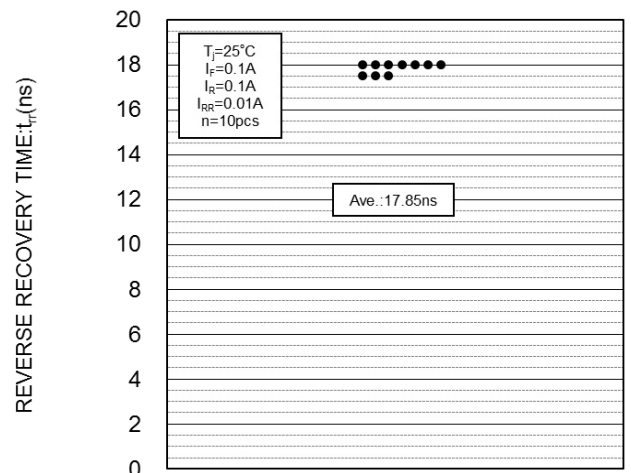 REVERSE RECOVERY TIME:trr(ns)
20
18
16
14
12
10
8
6
4
2
0
Tj=25°C
IF=0.1A
IR=0.1A
IRR=0.01A
n=10pcs
Ave.:17.85ns